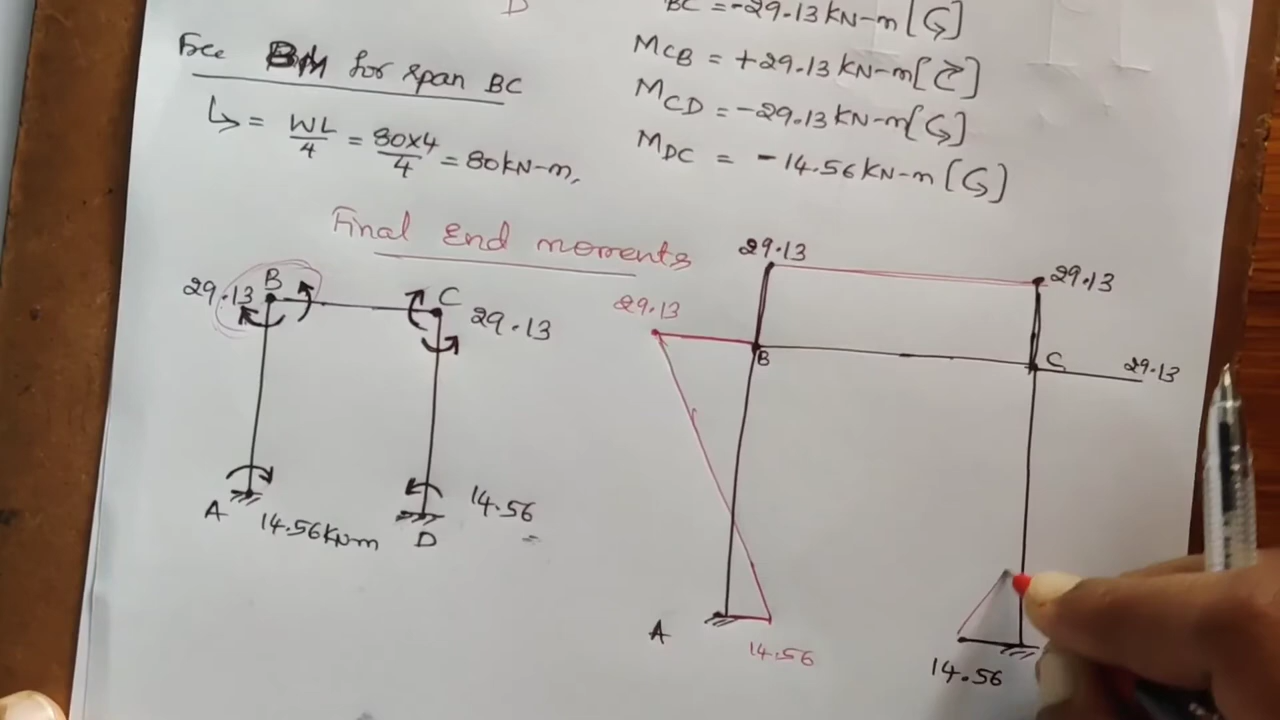 D
BC = -29.13 KN-m [↺]
Fee BM for span BC
MCB = +29.13 KN-m [↻]
↳ = WL/4 = 80x4/4 = 80KN-m,
MCD = -29.13 KN-m [↺]
MDC = -14.56 KN-m [↺]
Final End moments
29.13
29.13
29.13
B
C
29.13
29.13
B
C
29.13
A
14.56KNm
14.56
D
A
14.56
14.56